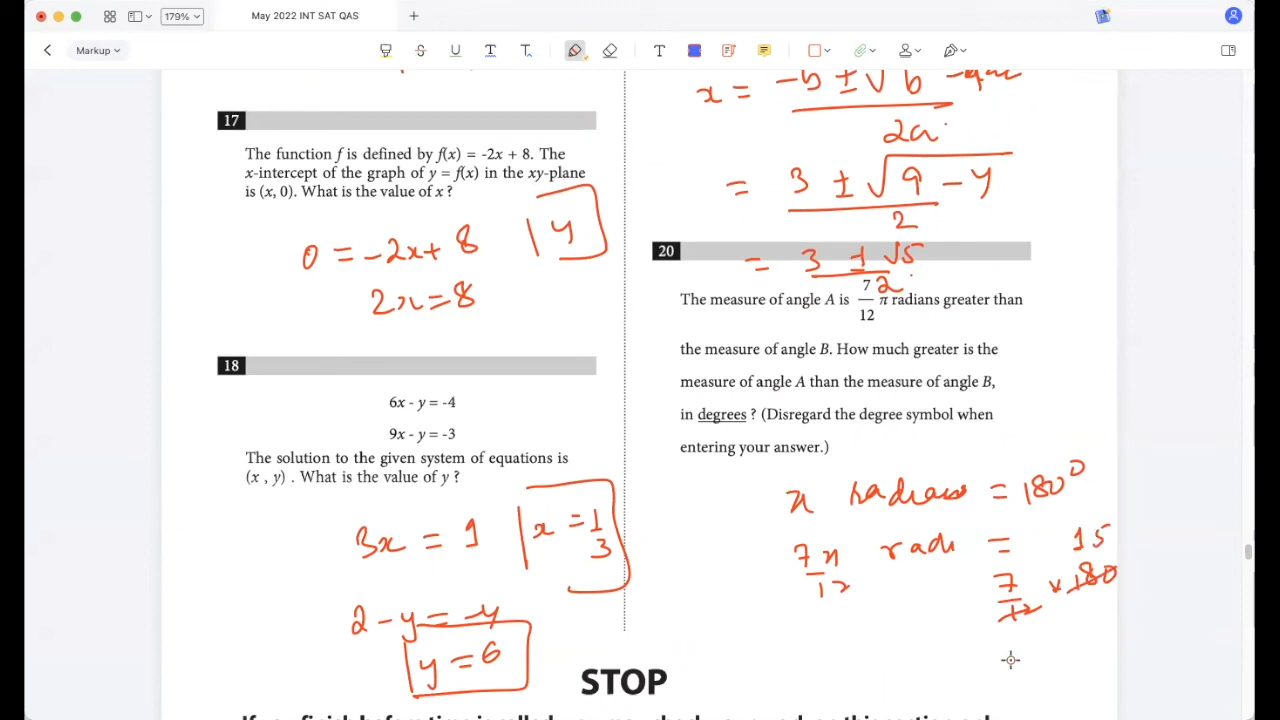 May 2022 INT SAT QAS
179%
Markup
17
The function f is defined by f(x) = -2x + 8. The
x-intercept of the graph of y = f(x) in the xy-plane
is (x, 0). What is the value of x ?
0 = -2x + 8
4
2x = 8
18
6x - y = -4
9x - y = -3
The solution to the given system of equations is
(x , y) . What is the value of y ?
3x = 1
x = 1/3
2 - y = -4
y = 6
x = -b ± √b -4ac
2a
= 3 ± √9 - 4
2
= 3 ± √5
2
20
The measure of angle A is 7/12 π radians greater than
the measure of angle B. How much greater is the
measure of angle A than the measure of angle B,
in degrees ? (Disregard the degree symbol when
entering your answer.)
π radians = 180°
7π/12 radi = 15
7/12 × 180
STOP